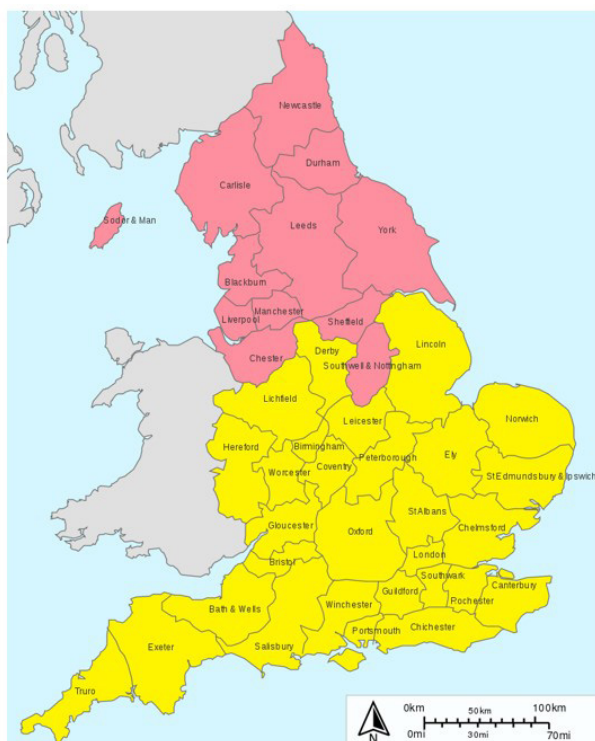 Newcastle
Durham
Carlisle
Soder & Man
Leeds
York
Blackburn
Liverpool
Manchester
Sheffield
Chester
Derby
Lincoln
Southwell & Nottingham
Lichfield
Leicester
Norwich
Hereford
Birmingham
Peterborough
Ely
Worcester
Coventry
St Edmundsbury & Ipswich
Gloucester
Oxford
St Albans
Chelmsford
Bristol
London
Southwark
Canterbury
Bath & Wells
Winchester
Guildford
Rochester
Portsmouth
Chichester
Exeter
Salisbury
Truro
N
0km 50km 100km
0mi 30mi 70mi